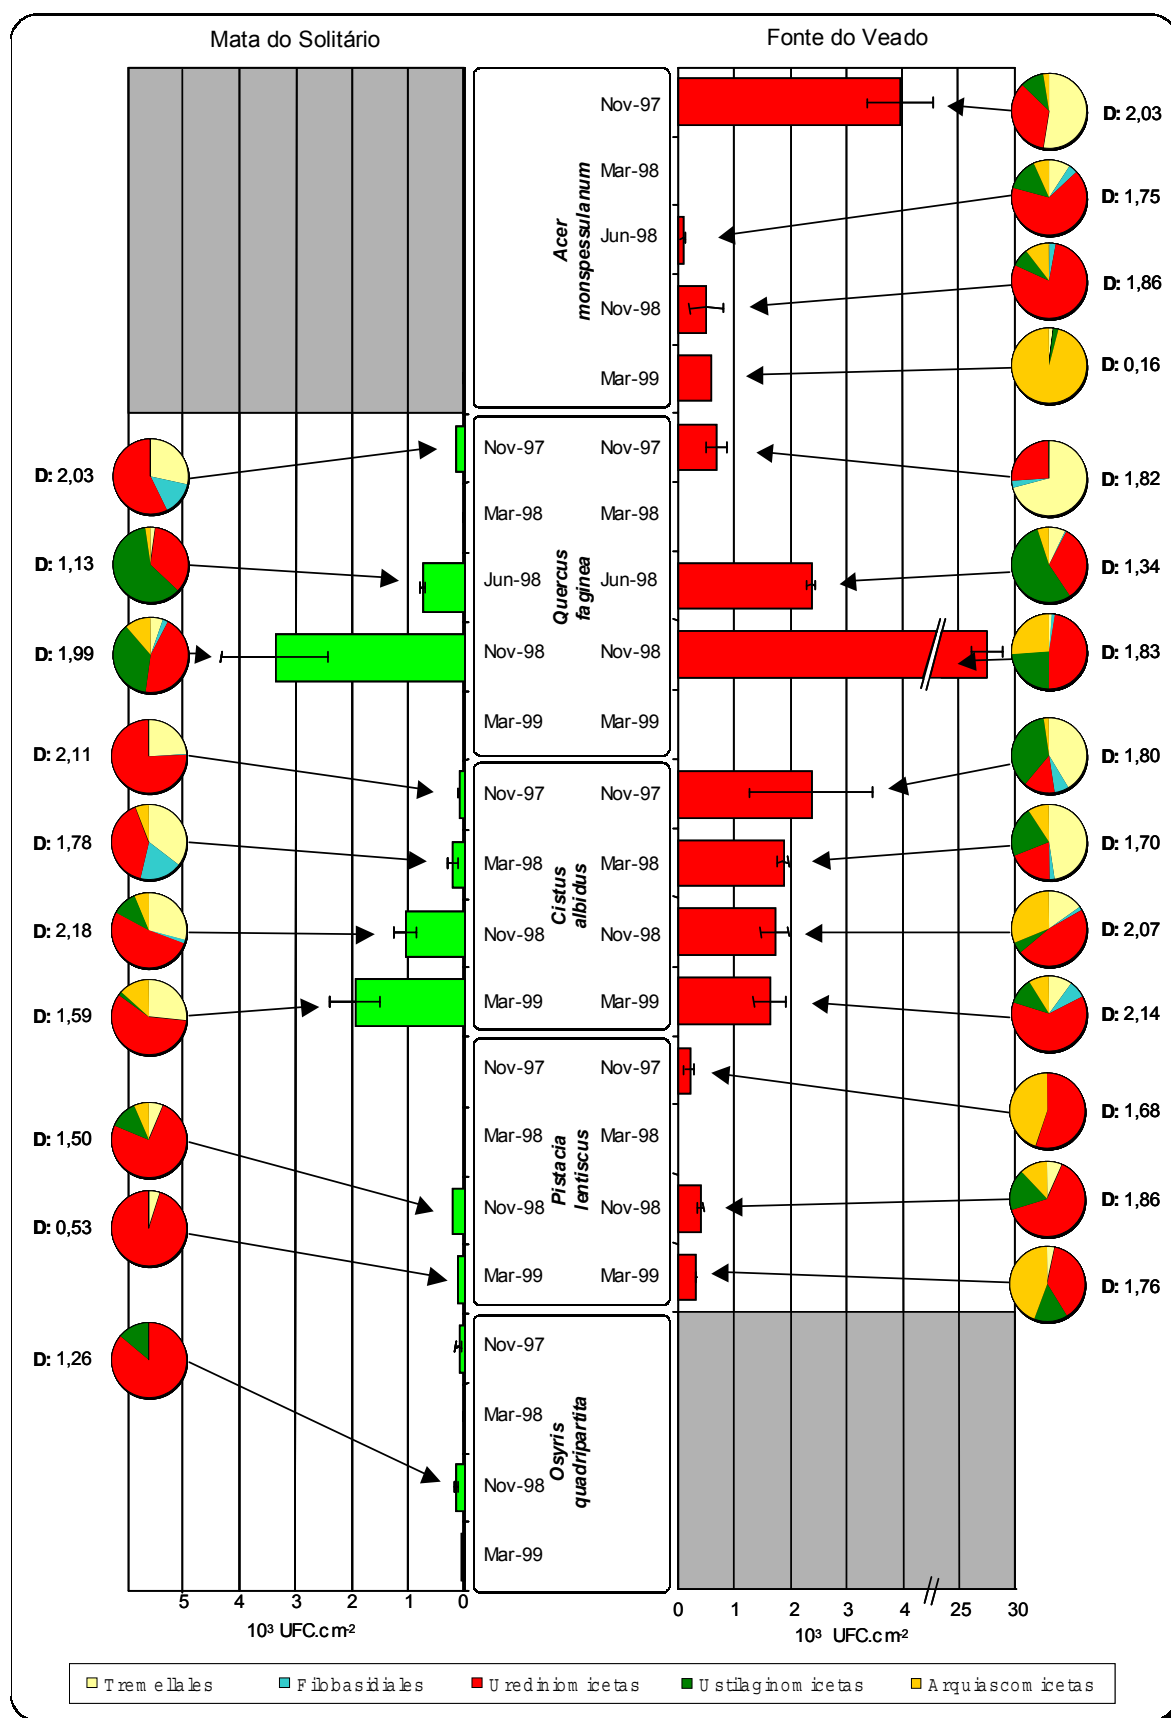 Mata do Solitário
Fonte do Veado
Acer
monspessulanum
Nov-97
Mar-98
Jun-98
Nov-98
Mar-99
D: 2,03
D: 1,75
D: 1,86
D: 0,16
Quercus
faginea
Nov-97 Nov-97
Mar-98 Mar-98
Jun-98 Jun-98
Nov-98 Nov-98
Mar-99 Mar-99
D: 2,03
D: 1,13
D: 1,99
D: 1,82
D: 1,34
D: 1,83
Cistus
albidus
Nov-97 Nov-97
Mar-98 Mar-98
Nov-98 Nov-98
Mar-99 Mar-99
D: 2,11
D: 1,78
D: 2,18
D: 1,59
D: 1,80
D: 1,70
D: 2,07
D: 2,14
Pistacia
lentiscus
Nov-97 Nov-97
Mar-98 Mar-98
Nov-98 Nov-98
Mar-99 Mar-99
D: 1,50
D: 0,53
D: 1,68
D: 1,86
D: 1,76
Osyris
quadripartita
Nov-97
Mar-98
Nov-98
Mar-99
D: 1,26
5 4 3 2 1 0
10³ UFC.cm⁻²
0 1 2 3 4 25 30
10³ UFC.cm⁻²
Tremellales Filobasidiales Urediniomicetas Ustilaginomicetas Arquiascomicetas